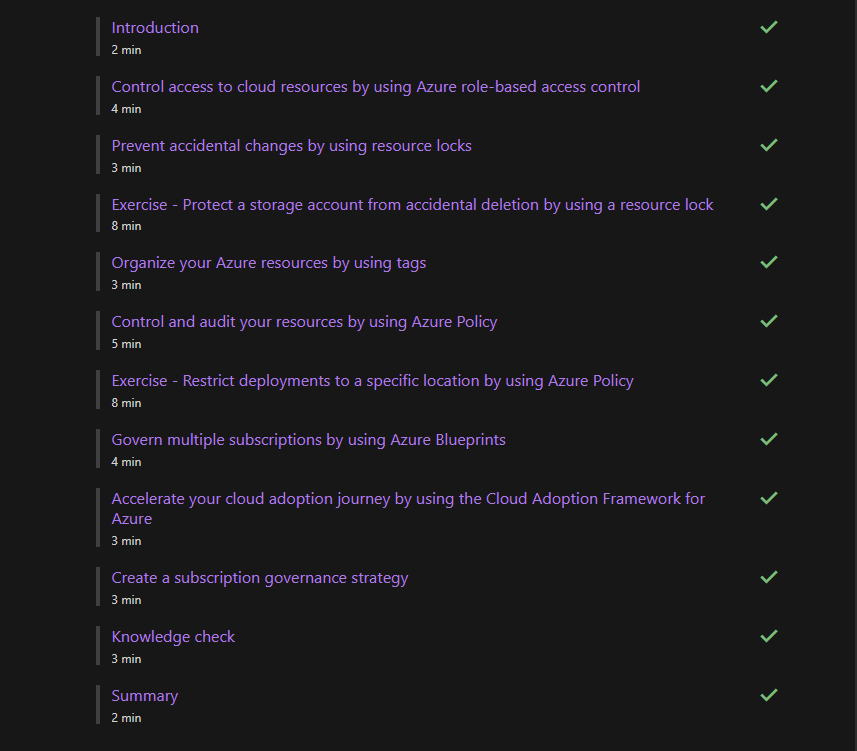 Introduction
2 min
Control access to cloud resources by using Azure role-based access control
4 min
Prevent accidental changes by using resource locks
3 min
Exercise - Protect a storage account from accidental deletion by using a resource lock
8 min
Organize your Azure resources by using tags
3 min
Control and audit your resources by using Azure Policy
5 min
Exercise - Restrict deployments to a specific location by using Azure Policy
8 min
Govern multiple subscriptions by using Azure Blueprints
4 min
Accelerate your cloud adoption journey by using the Cloud Adoption Framework for
Azure
3 min
Create a subscription governance strategy
3 min
Knowledge check
3 min
Summary
2 min